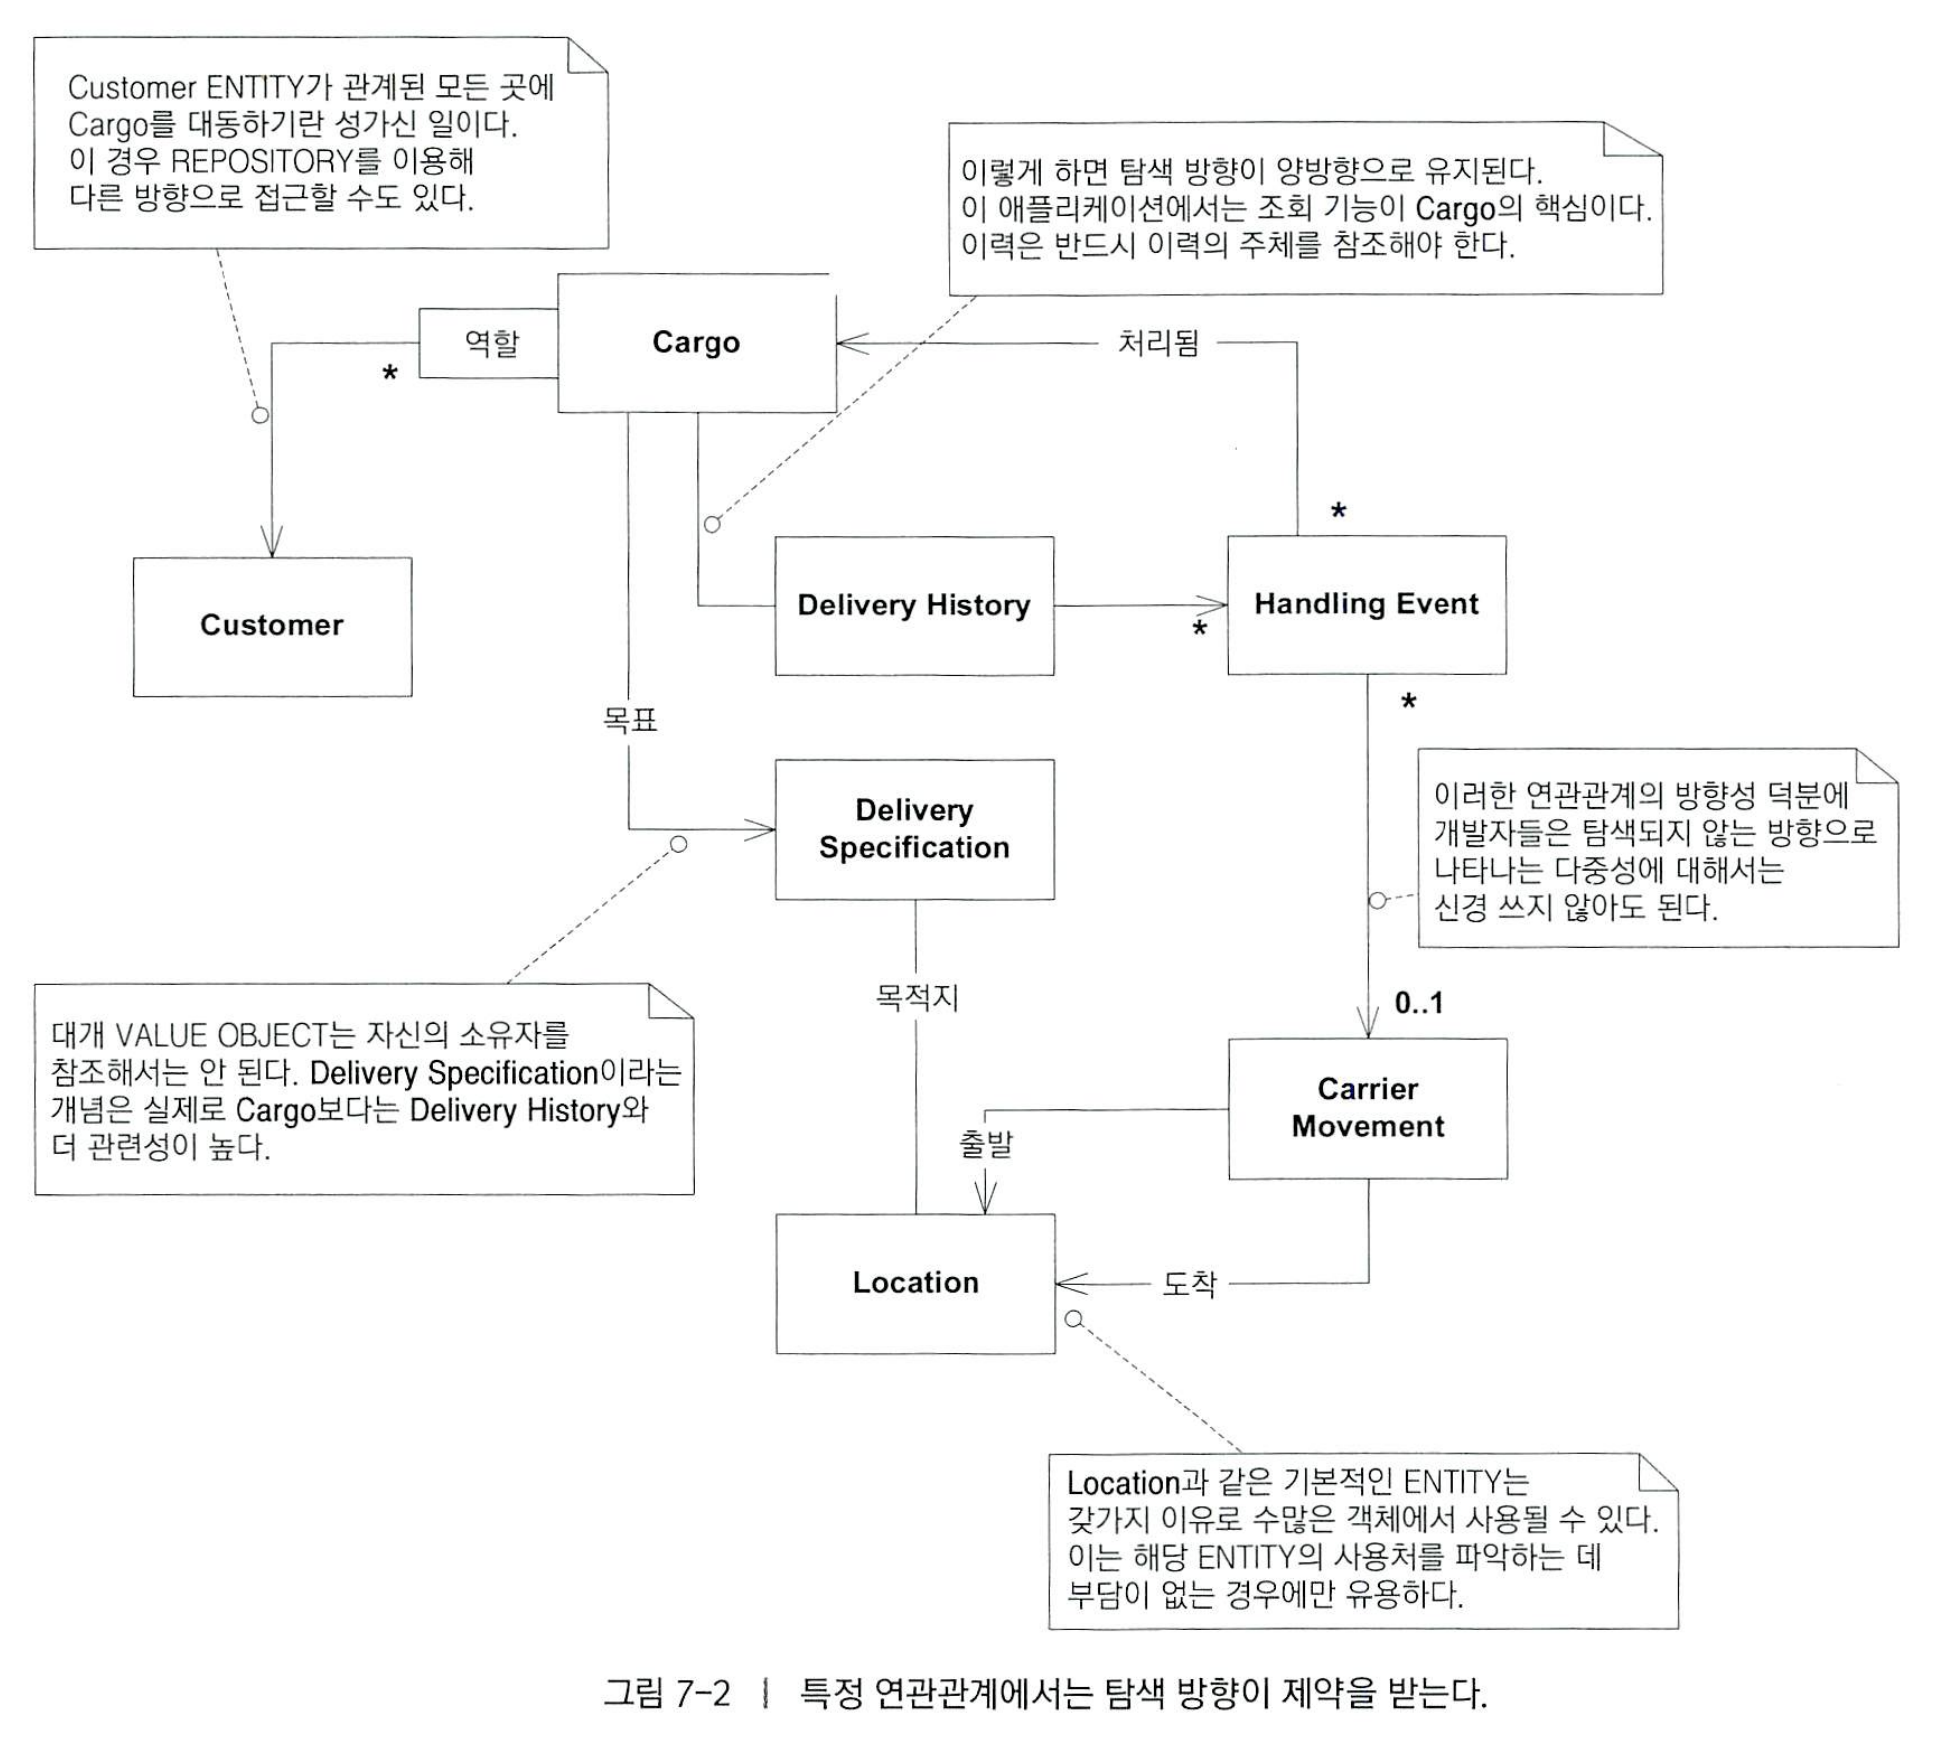 Customer ENTITY가 관계된 모든 곳에
Cargo를 대동하기란 성가신 일이다.
이 경우 REPOSITORY를 이용해
다른 방향으로 접근할 수도 있다.
이렇게 하면 탐색 방향이 양방향으로 유지된다.
이 애플리케이션에서는 조회 기능이 Cargo의 핵심이다.
이력은 반드시 이력의 주체를 참조해야 한다.
역할
Cargo
처리됨
*
*
Customer
Delivery History
*
Handling Event
*
목표
Delivery
Specification
이러한 연관관계의 방향성 덕분에
개발자들은 탐색되지 않는 방향으로
나타나는 다중성에 대해서는
신경 쓰지 않아도 된다.
목적지
0..1
대개 VALUE OBJECT는 자신의 소유자를
참조해서는 안 된다. Delivery Specification이라는
개념은 실제로 Cargo보다는 Delivery History와
더 관련성이 높다.
Carrier
Movement
출발
Location
도착
Location과 같은 기본적인 ENTITY는
갖가지 이유로 수많은 객체에서 사용될 수 있다.
이는 해당 ENTITY의 사용처를 파악하는 데
부담이 없는 경우에만 유용하다.
그림 7-2 | 특정 연관관계에서는 탐색 방향이 제약을 받는다.